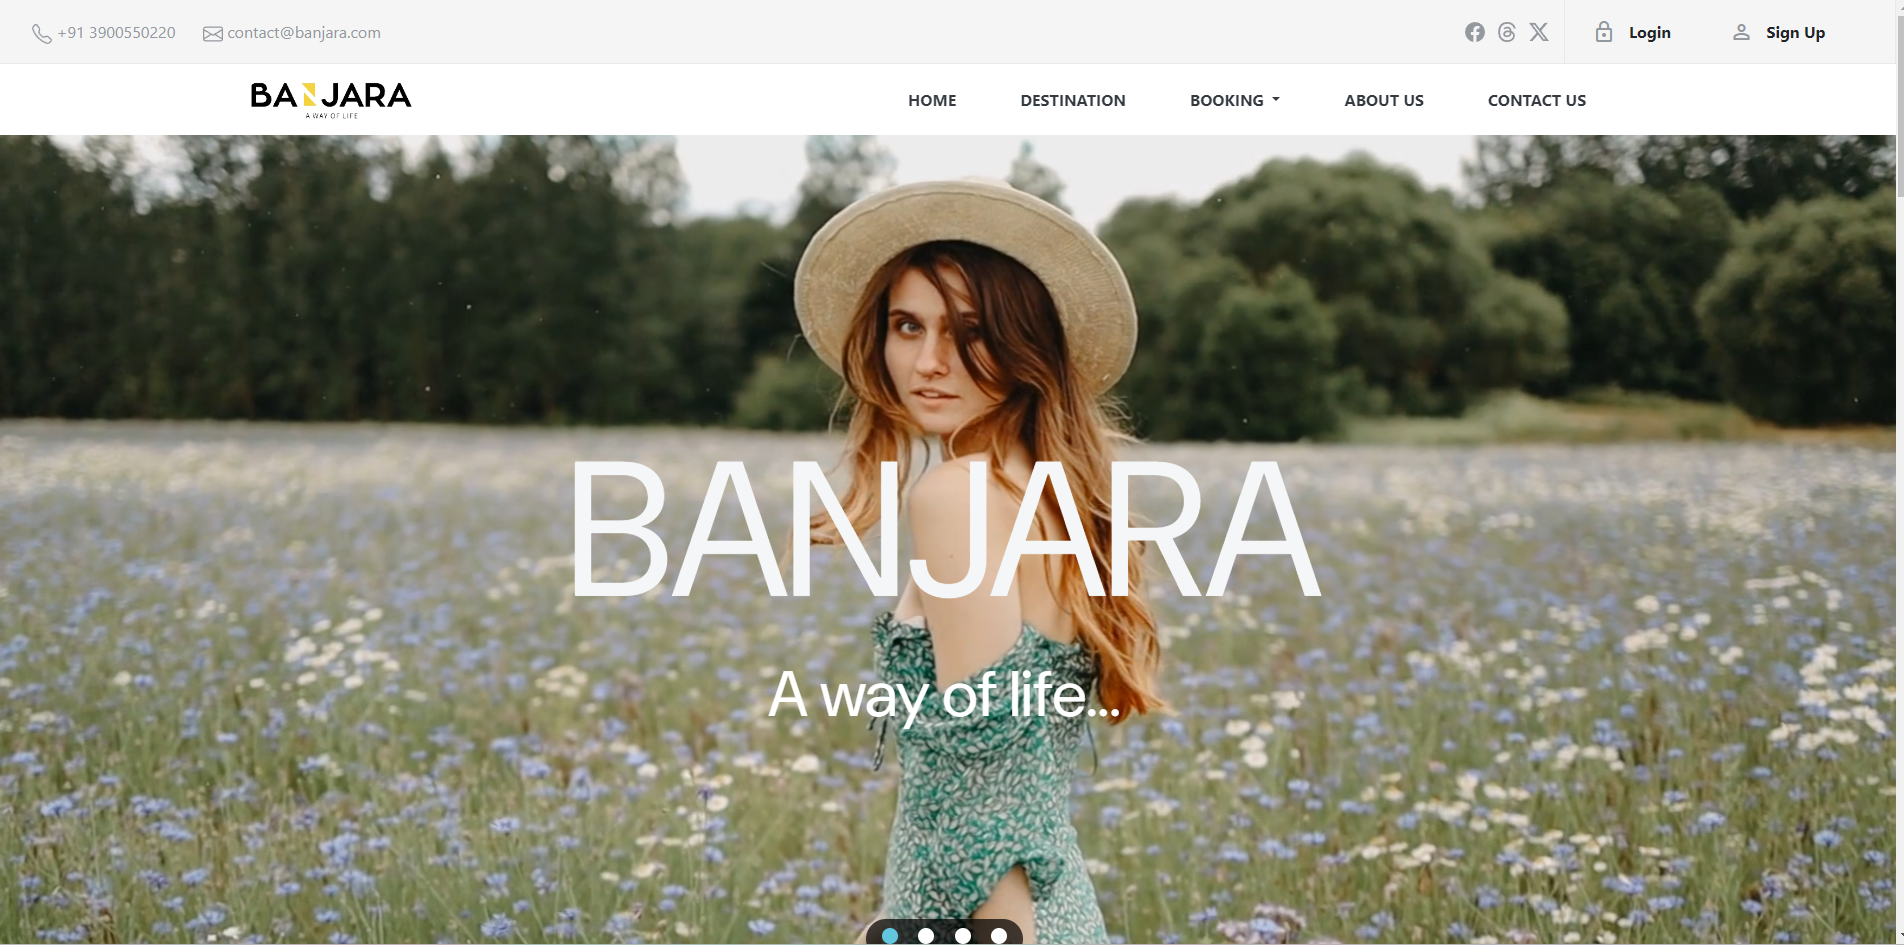 +91 3900550220 contact@banjara.com Login Sign Up
BANJARA HOME DESTINATION BOOKING ABOUT US CONTACT US
A WAY OF LIFE
BANJARA
A way of life...